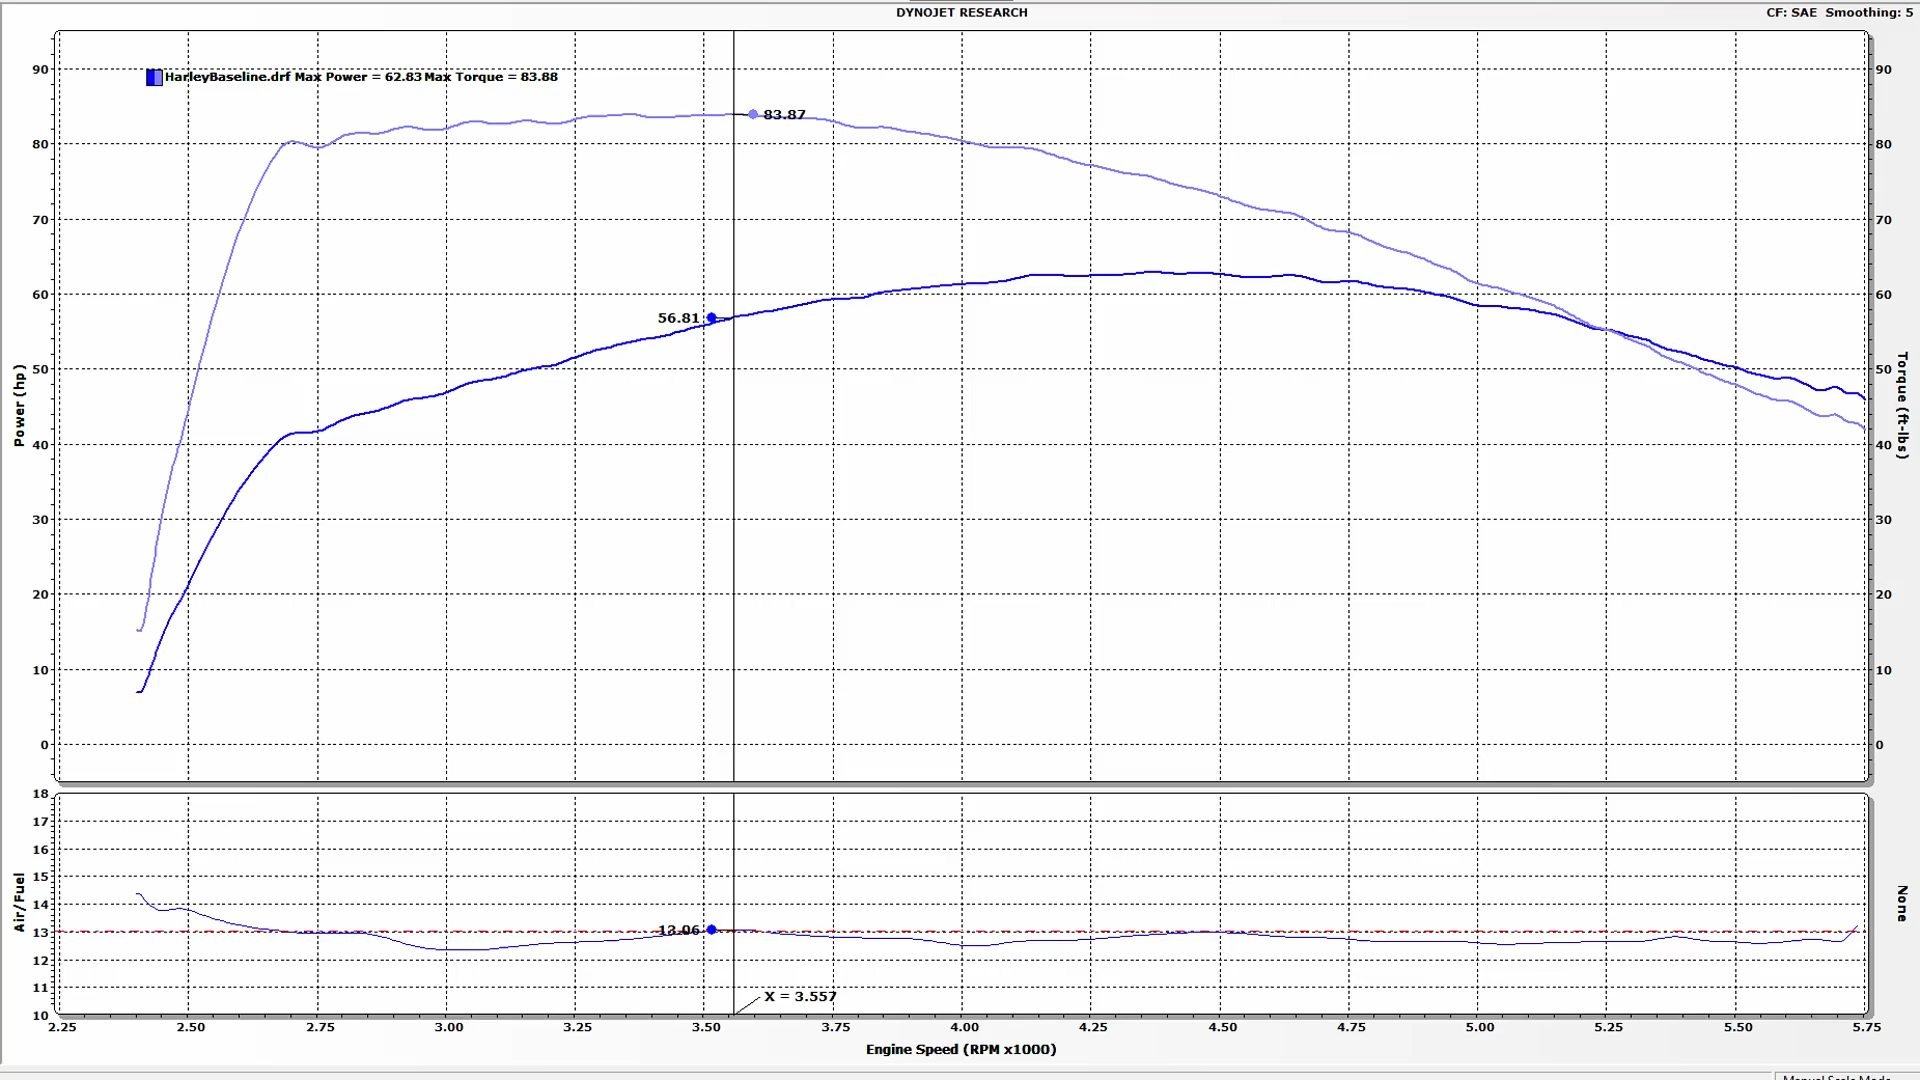 DYNOJET RESEARCH
CF: SAE Smoothing: 5
HarleyBaseline.drf Max Power = 62.83 Max Torque = 83.88
90
80
70
60
50
40
30
20
10
0
Power (hp)
90
80
70
60
50
40
30
20
10
0
Torque (ft-lbs)
83.87
56.81
18
17
16
15
14
13
12
11
10
Air/Fuel
None
13.06
X = 3.557
2.25 2.50 2.75 3.00 3.25 3.50 3.75 4.00 4.25 4.50 4.75 5.00 5.25 5.50 5.75
Engine Speed (RPM x1000)
Manual Scale Mode